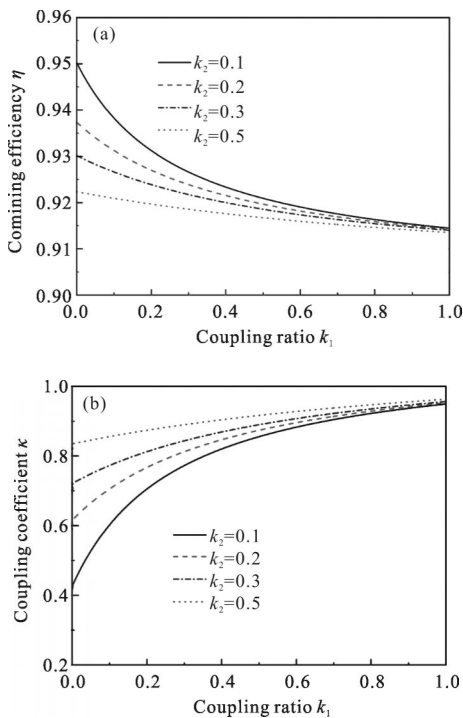 (a)
0.96
0.95
0.94
0.93
0.92
0.91
0.90
Comining efficiency η
k₂=0.1
k₂=0.2
k₂=0.3
k₂=0.5
0.0 0.2 0.4 0.6 0.8 1.0
Coupling ratio k₁
(b)
1.0
0.8
0.6
0.4
0.2
Coupling coefficient κ
k₂=0.1
k₂=0.2
k₂=0.3
k₂=0.5
0.0 0.2 0.4 0.6 0.8 1.0
Coupling ratio k₁